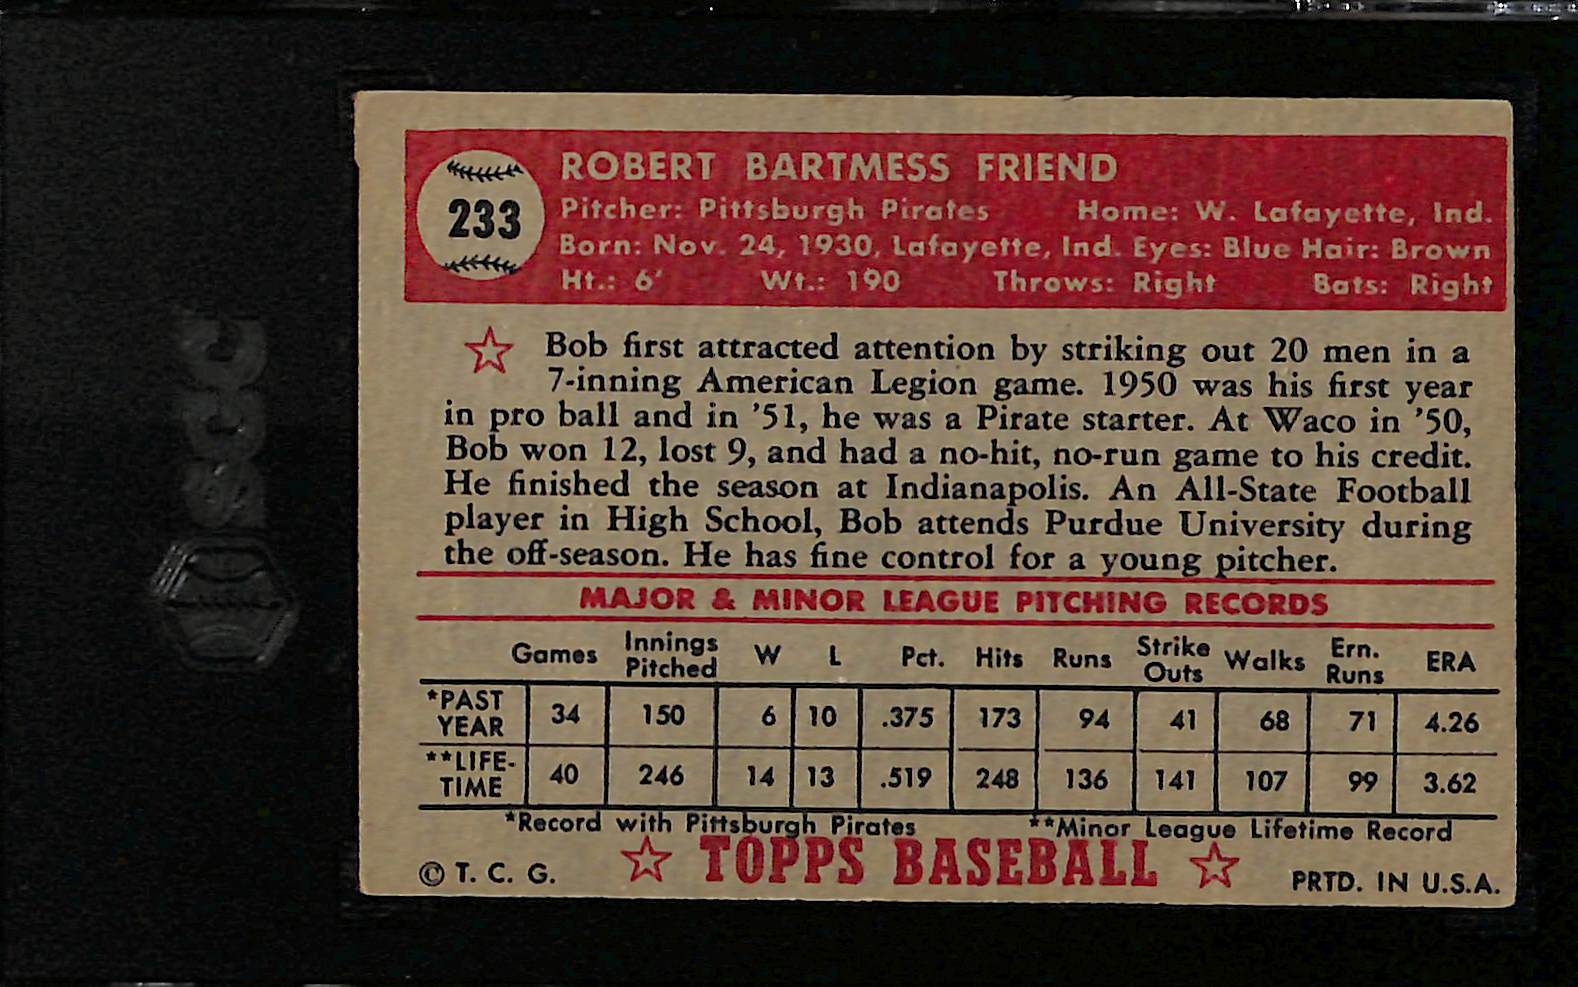 233
ROBERT BARTMESS FRIEND
Pitcher: Pittsburgh Pirates Home: W. Lafayette, Ind.
Born: Nov. 24, 1930, Lafayette, Ind. Eyes: Blue Hair: Brown
Ht.: 6' Wt.: 190 Throws: Right Bats: Right
Bob first attracted attention by striking out 20 men in a
7-inning American Legion game. 1950 was his first year
in pro ball and in '51, he was a Pirate starter. At Waco in '50,
Bob won 12, lost 9, and had a no-hit, no-run game to his credit.
He finished the season at Indianapolis. An All-State Football
player in High School, Bob attends Purdue University during
the off-season. He has fine control for a young pitcher.
MAJOR & MINOR LEAGUE PITCHING RECORDS
Games Innings Pitched W L Pct. Hits Runs Strike Outs Walks Ern. Runs ERA
*PAST YEAR 34 150 6 10 .375 173 94 41 68 71 4.26
**LIFE-TIME 40 246 14 13 .519 248 136 141 107 99 3.62
*Record with Pittsburgh Pirates **Minor League Lifetime Record
© T. C. G. TOPPS BASEBALL PRTD. IN U.S.A.
SGC